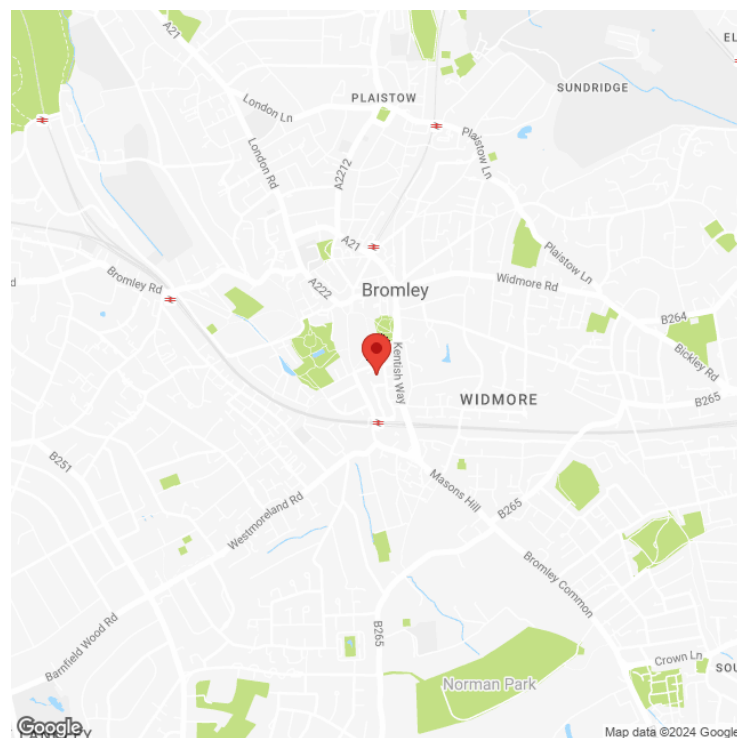 A21
EL
PLAISTOW
SUNDRIDGE
London Ln
Plaistow Ln
London Rd
A2212
A21
Plaistow Ln
Bromley Rd
A222
Bromley
Widmore Rd
B264
Kentish Way
Bickley Rd
WIDMORE
B265
B251
Masons Hill
B265
Westmoreland Rd
Bromley Common
B265
Barnfield Wood Rd
Crown Ln
SOU
Norman Park
Google
Map data ©2024 Google